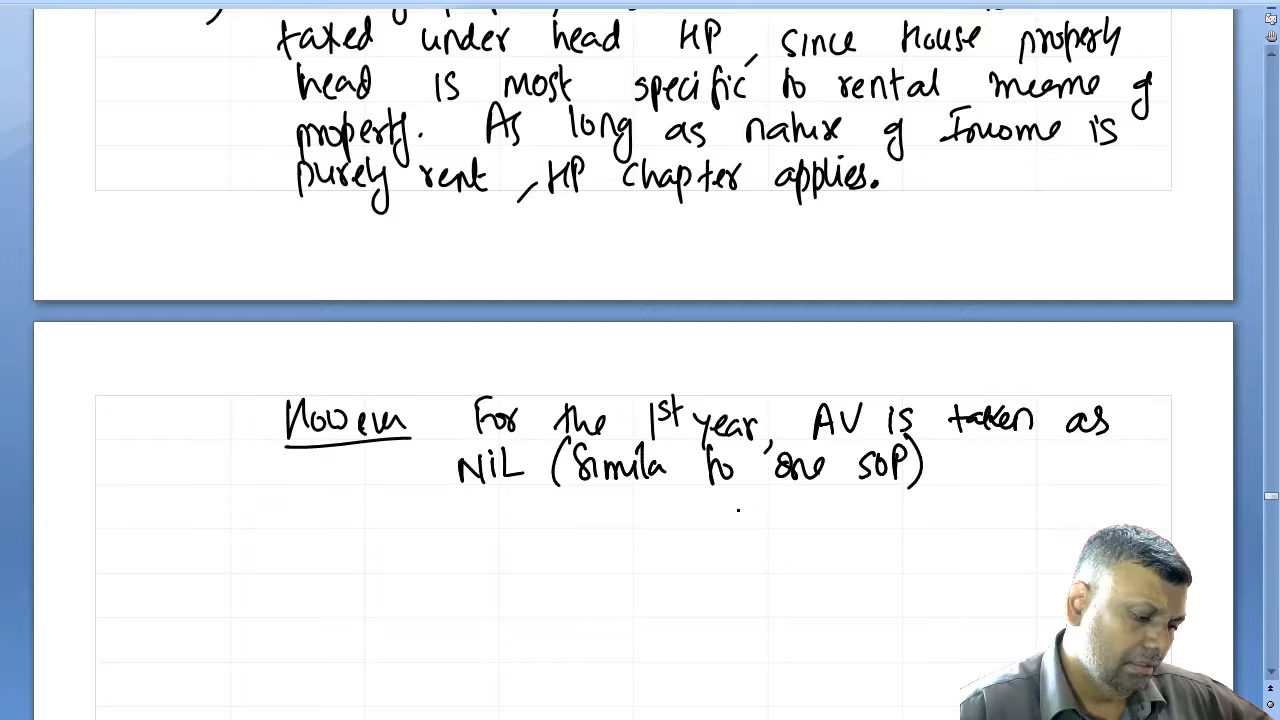 taxed under head HP, since House property
head is most specific to rental income of
property. As long as nature of Income is
purely rent, HP chapter applies.
However For the 1st year, AV is taken as
NiL (Simila to one SOP)